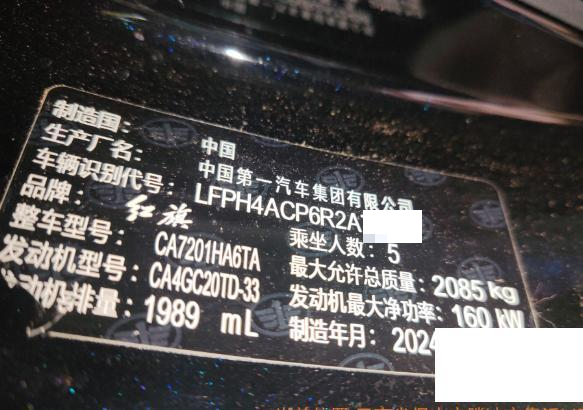 制造国： 中国
生产厂名： 中国第一汽车集团有限公司
车辆识别代号： LFPH4ACP6R2A
品牌： 红旗 乘坐人数： 5
整车型号： CA7201HA6TA 最大允许总质量： 2085 kg
发动机型号： CA4GC20TD-33 发动机最大净功率： 160 kW
发动机排量： 1989 mL 制造年月： 2024